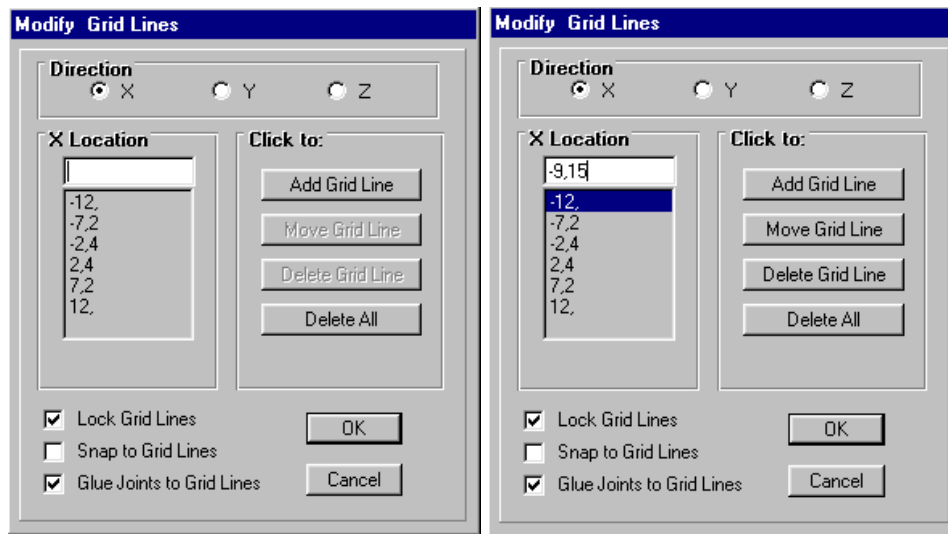 Modify Grid Lines
Direction
X Y Z
X Location
-12,
-7,2
-2,4
2,4
7,2
12,
Click to:
Add Grid Line
Move Grid Line
Delete Grid Line
Delete All
Lock Grid Lines
Snap to Grid Lines
Glue Joints to Grid Lines
OK
Cancel
Modify Grid Lines
Direction
X Y Z
X Location
-9,15
-12,
-7,2
-2,4
2,4
7,2
12,
Click to:
Add Grid Line
Move Grid Line
Delete Grid Line
Delete All
Lock Grid Lines
Snap to Grid Lines
Glue Joints to Grid Lines
OK
Cancel